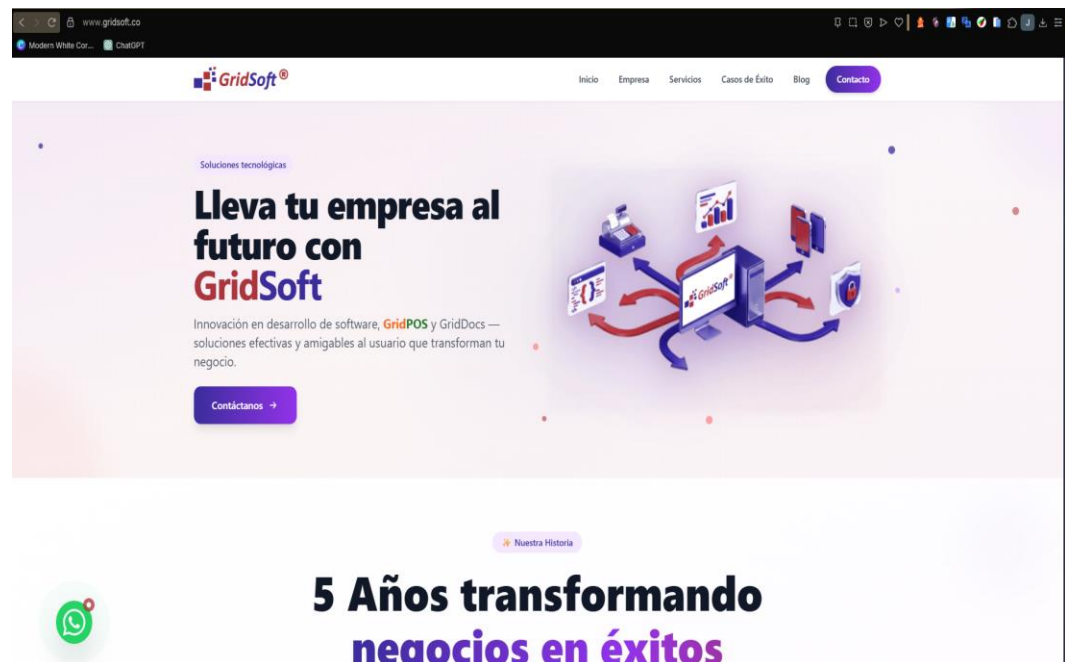 www.gridsoft.co
Modern White Cor... ChatGPT
GridSoft®
Inicio Empresa Servicios Casos de Éxito Blog Contacto
Soluciones tecnológicas
Lleva tu empresa al
futuro con
GridSoft
Innovación en desarrollo de software, GridPOS y GridDocs —
soluciones efectivas y amigables al usuario que transforman tu
negocio.
Contáctanos →
GridSoft®
✨ Nuestra Historia
5 Años transformando
negocios en éxitos